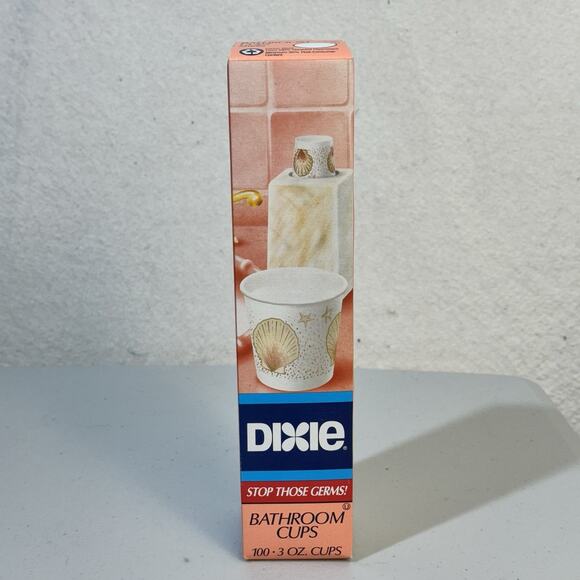 DIXIE
STOP THOSE GERMS!
BATHROOM
CUPS
100 · 3 OZ. CUPS